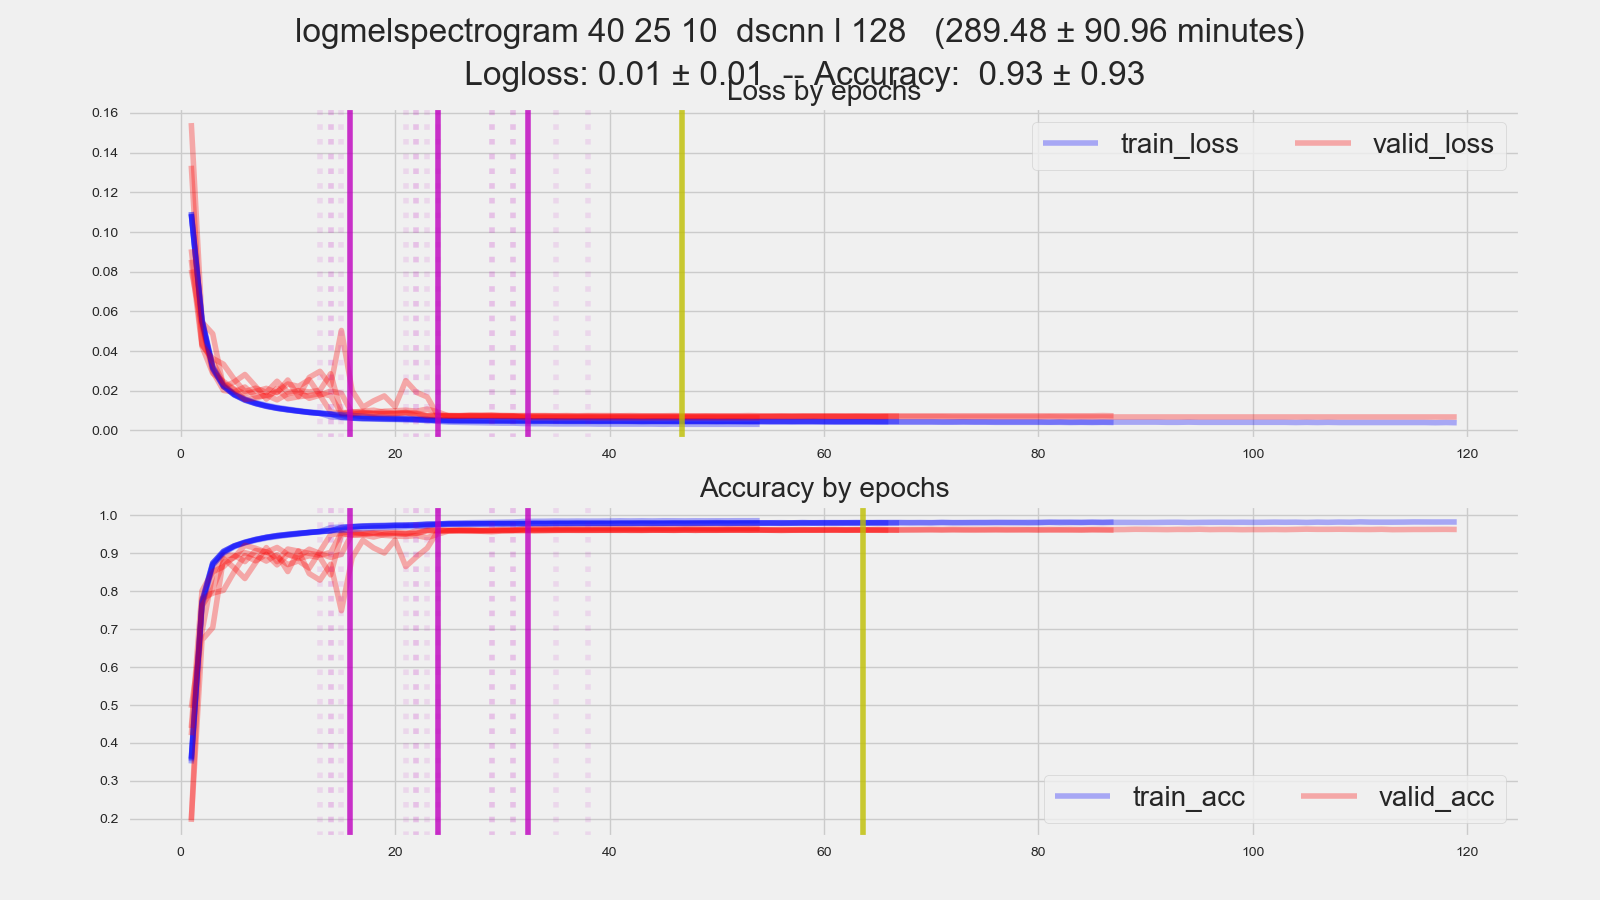 logmelspectrogram 40 25 10  dscnn l 128   (289.48 ± 90.96 minutes)
Logloss: 0.01 ± 0.01  -- Accuracy:  0.93 ± 0.93
Loss by epochs
0.16
0.14
0.12
0.10
0.08
0.06
0.04
0.02
0.00
train_loss valid_loss
0 20 40 60 80 100 120
Accuracy by epochs
1.0
0.9
0.8
0.7
0.6
0.5
0.4
0.3
0.2
train_acc valid_acc
0 20 40 60 80 100 120